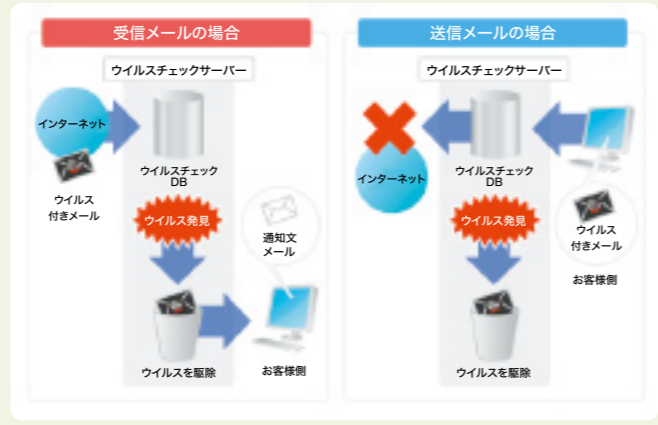 受信メールの場合
ウイルスチェックサーバー
インターネット
ウイルス
付きメール
ウイルスチェック
DB
ウイルス発見
通知文
メール
ウイルスを駆除
お客様側
送信メールの場合
ウイルスチェックサーバー
インターネット
ウイルスチェック
DB
ウイルス発見
ウイルス
付きメール
お客様側
ウイルスを駆除